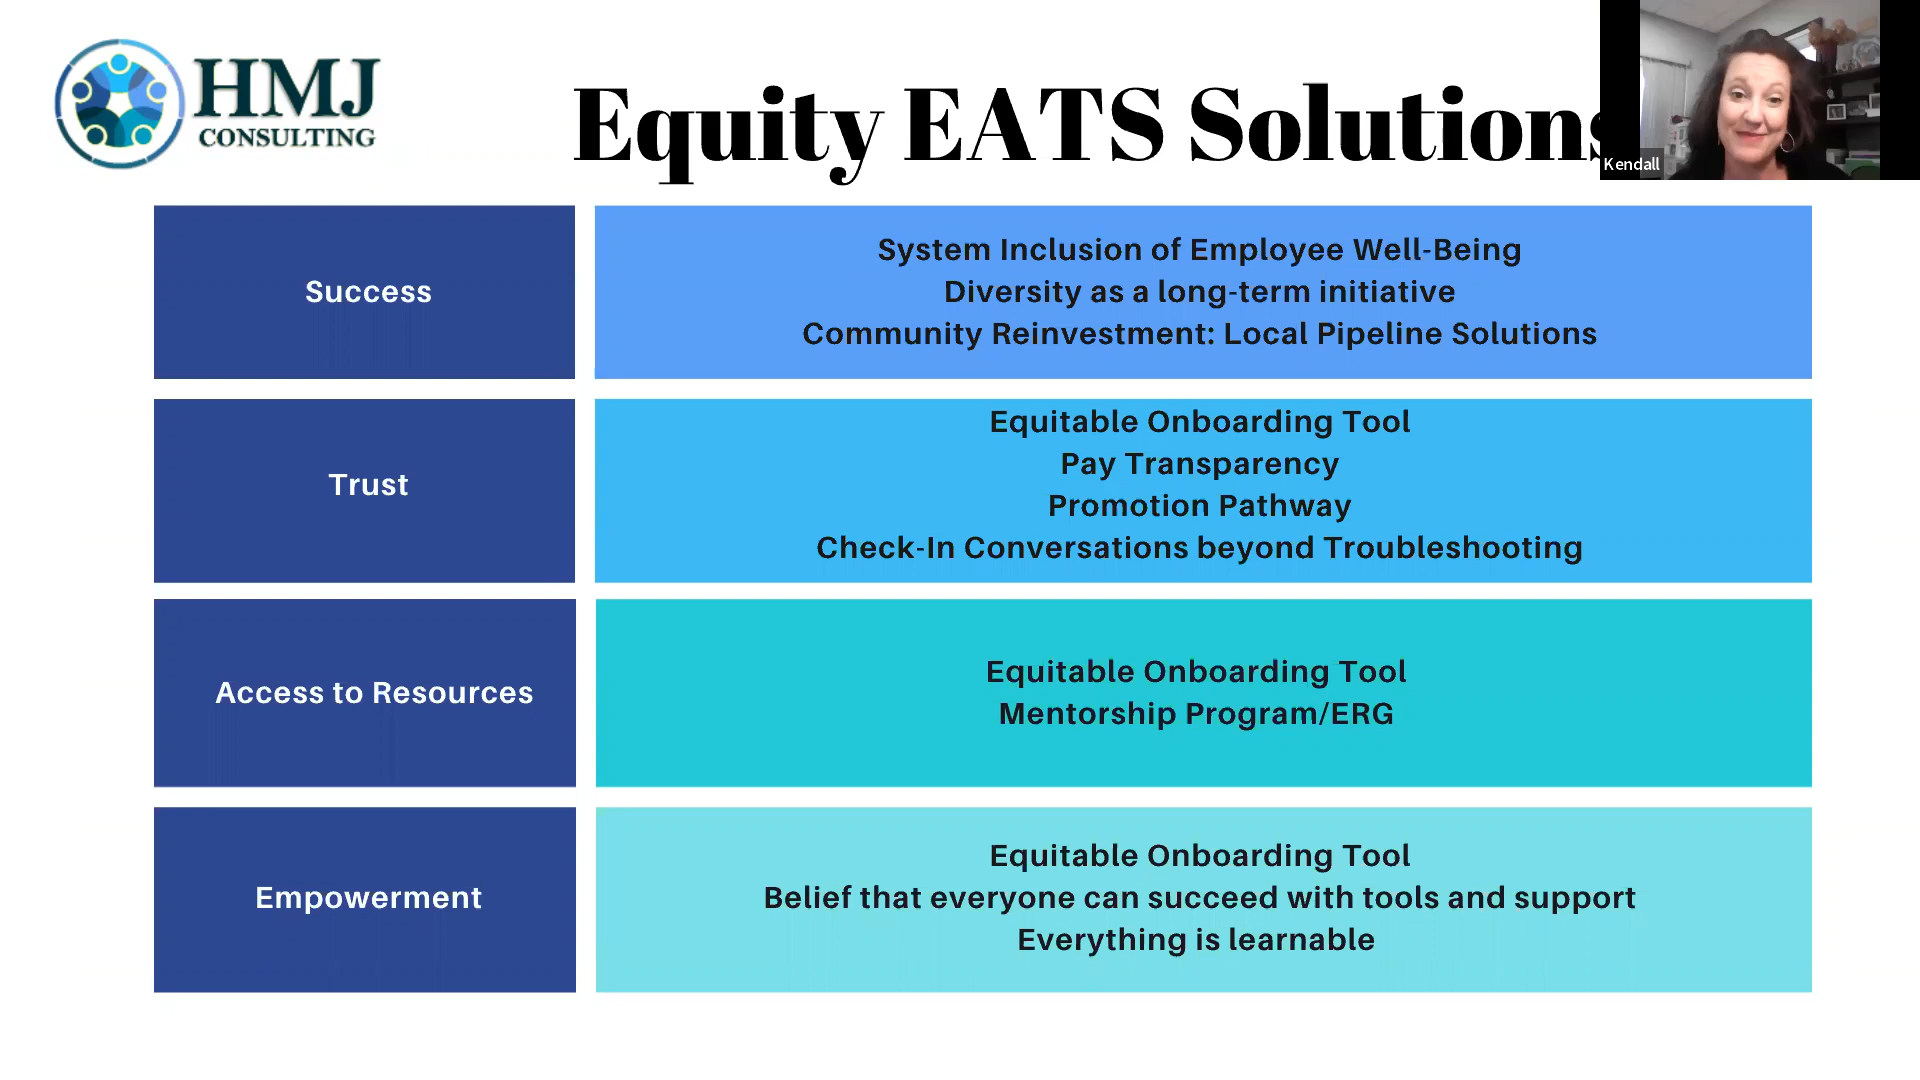 HMJ
CONSULTING
Equity EATS Solutions
Kendall
Success
System Inclusion of Employee Well-Being
Diversity as a long-term initiative
Community Reinvestment: Local Pipeline Solutions
Trust
Equitable Onboarding Tool
Pay Transparency
Promotion Pathway
Check-In Conversations beyond Troubleshooting
Access to Resources
Equitable Onboarding Tool
Mentorship Program/ERG
Empowerment
Equitable Onboarding Tool
Belief that everyone can succeed with tools and support
Everything is learnable